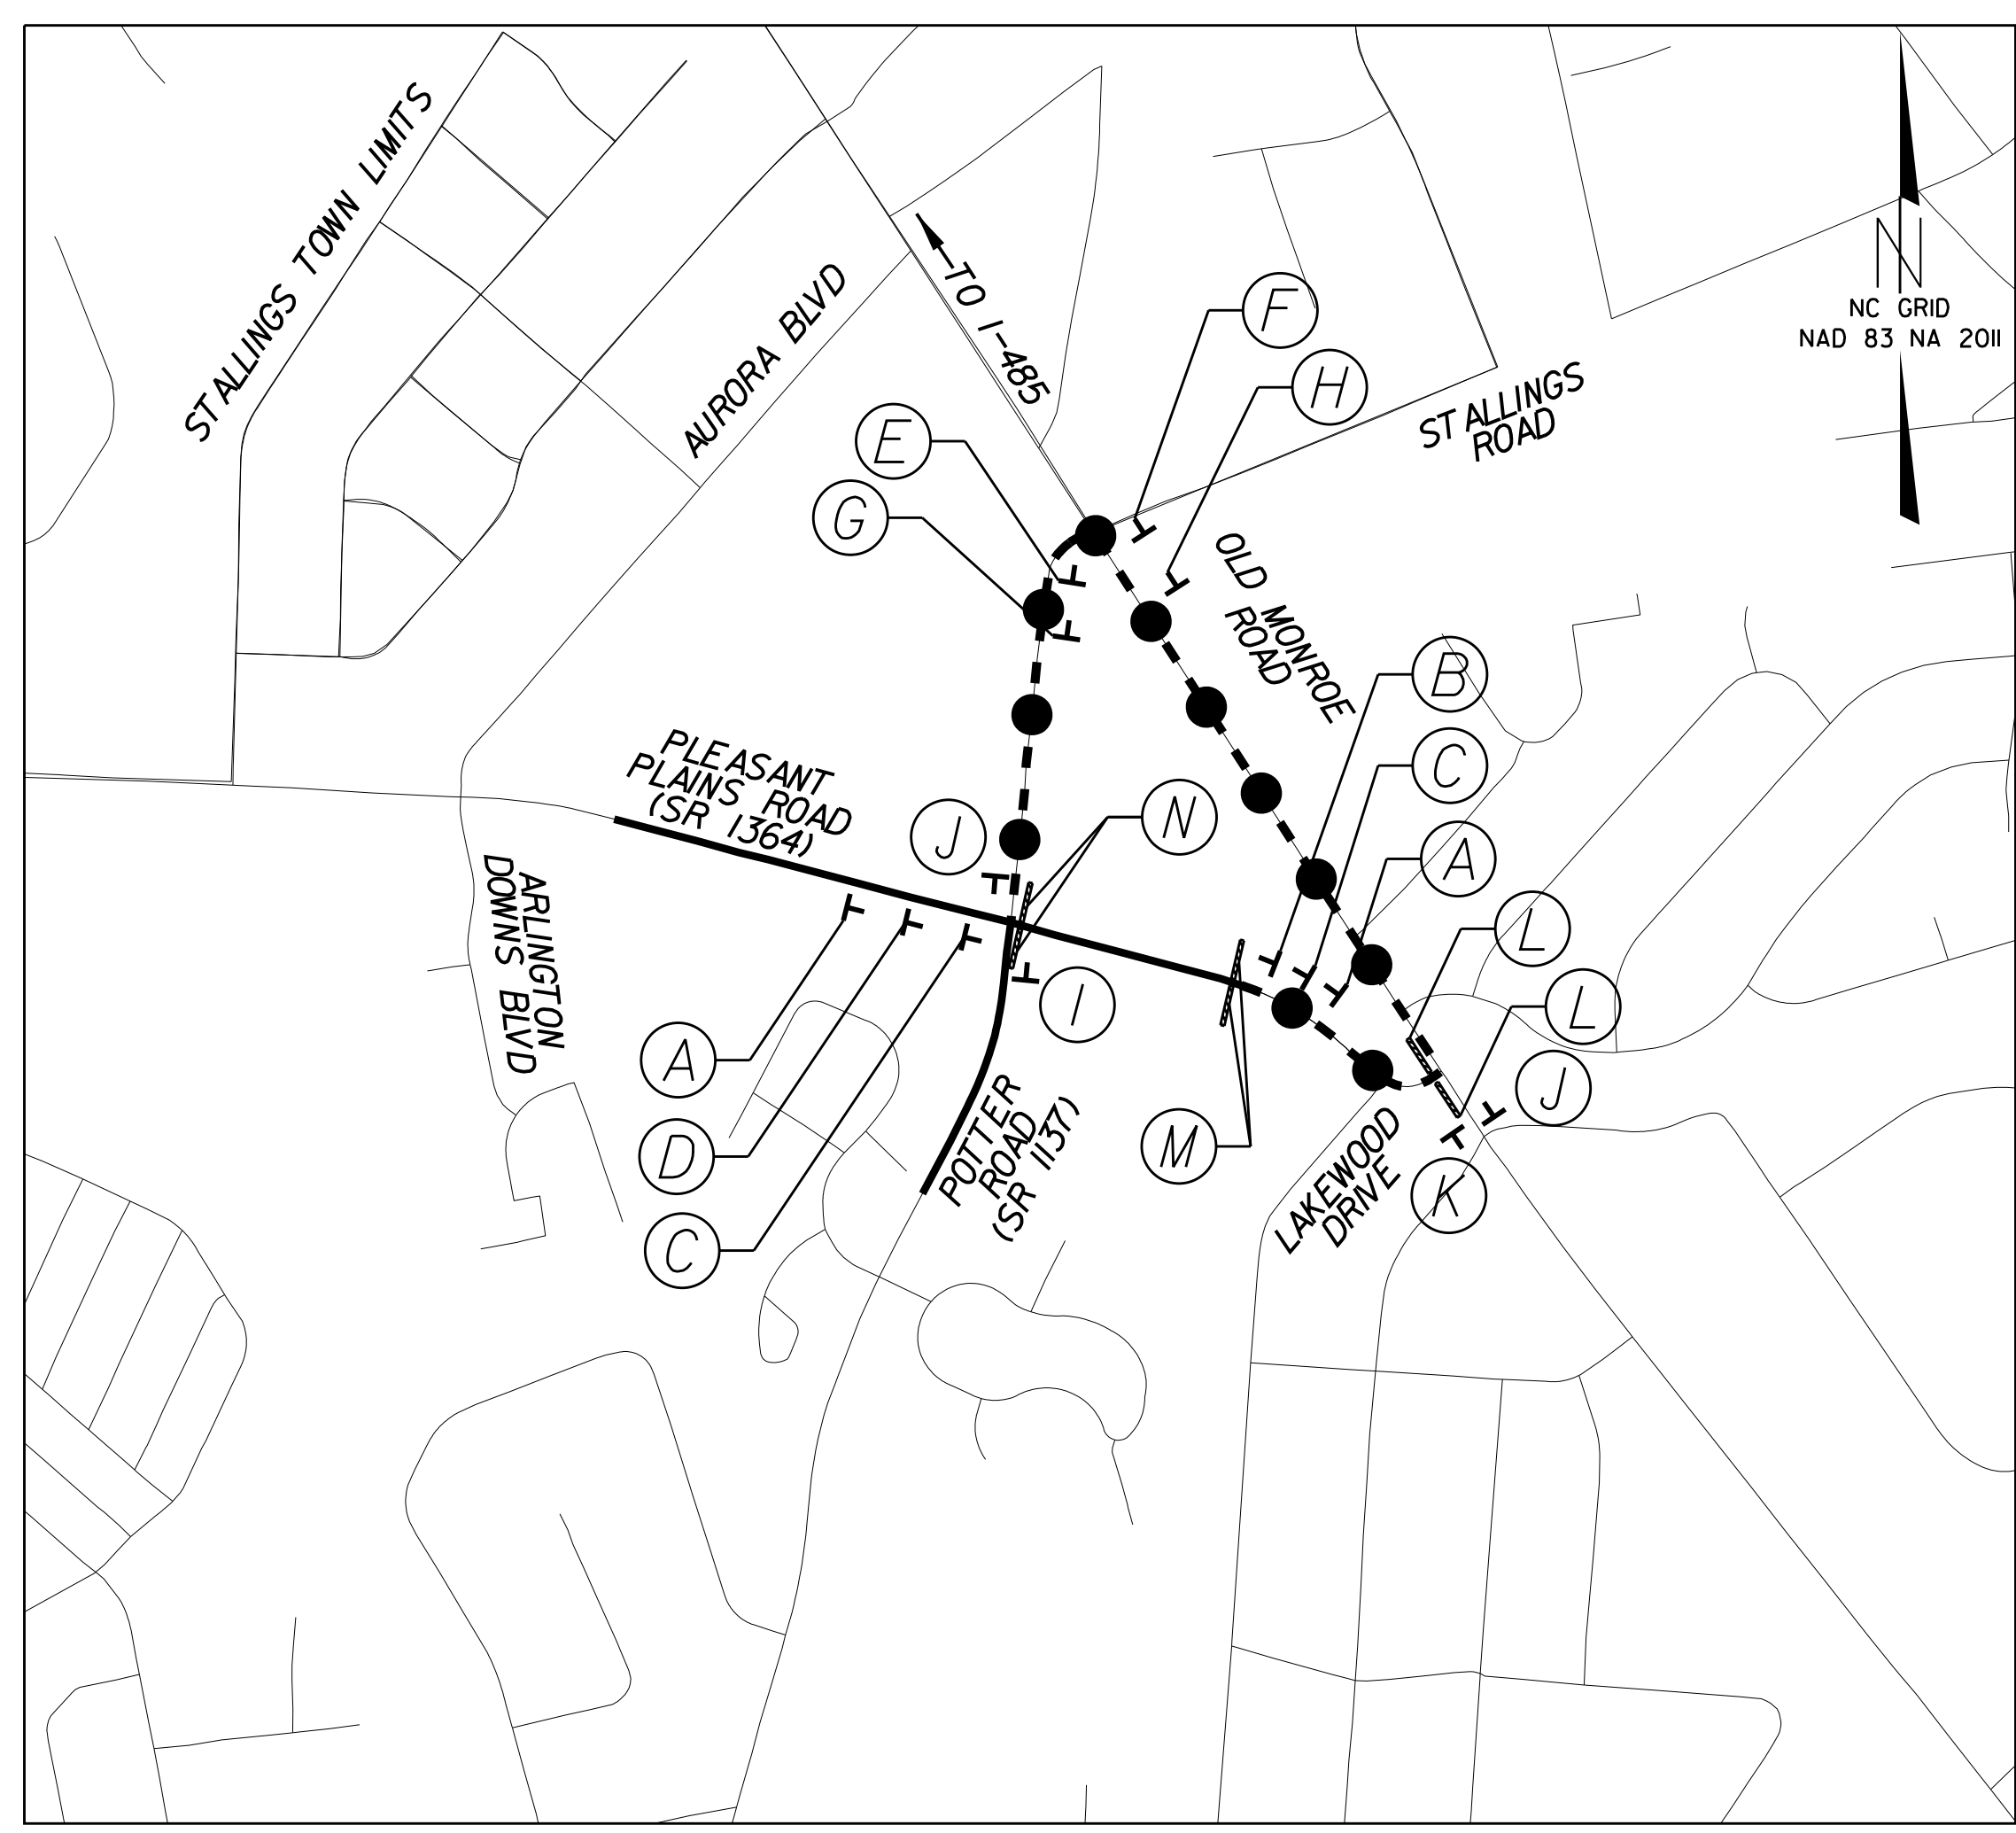 STALLINGS TOWN LIMITS
AURORA BLVD
TO I-485
N
NC GRID
NAD 83 NA 2011
F
H
STALLINGS
ROAD
E
G
OLD MONROE
ROAD
B
C
A
PLEASANT
PLAINS ROAD
(SR 1364)
J
N
L
L
ARLINGTON
DOWNS BLVD
I
A
D
C
POTTER
ROAD
(SR 1137)
M
J
K
LAKEWOOD
DRIVE